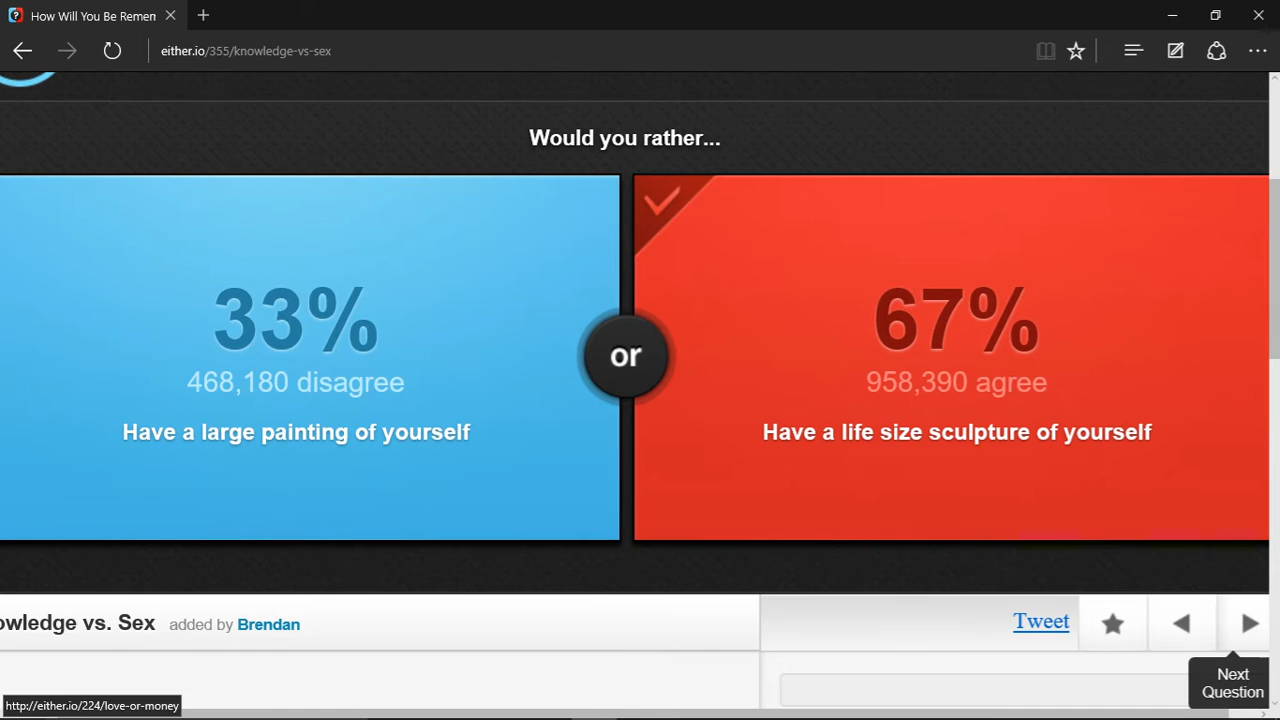 How Will You Be Remen
either.io/355/knowledge-vs-sex
Would you rather...
33%
468,180 disagree
Have a large painting of yourself
or
67%
958,390 agree
Have a life size sculpture of yourself
owledge vs. Sex added by Brendan
Tweet
Next
Question
http://either.io/224/love-or-money